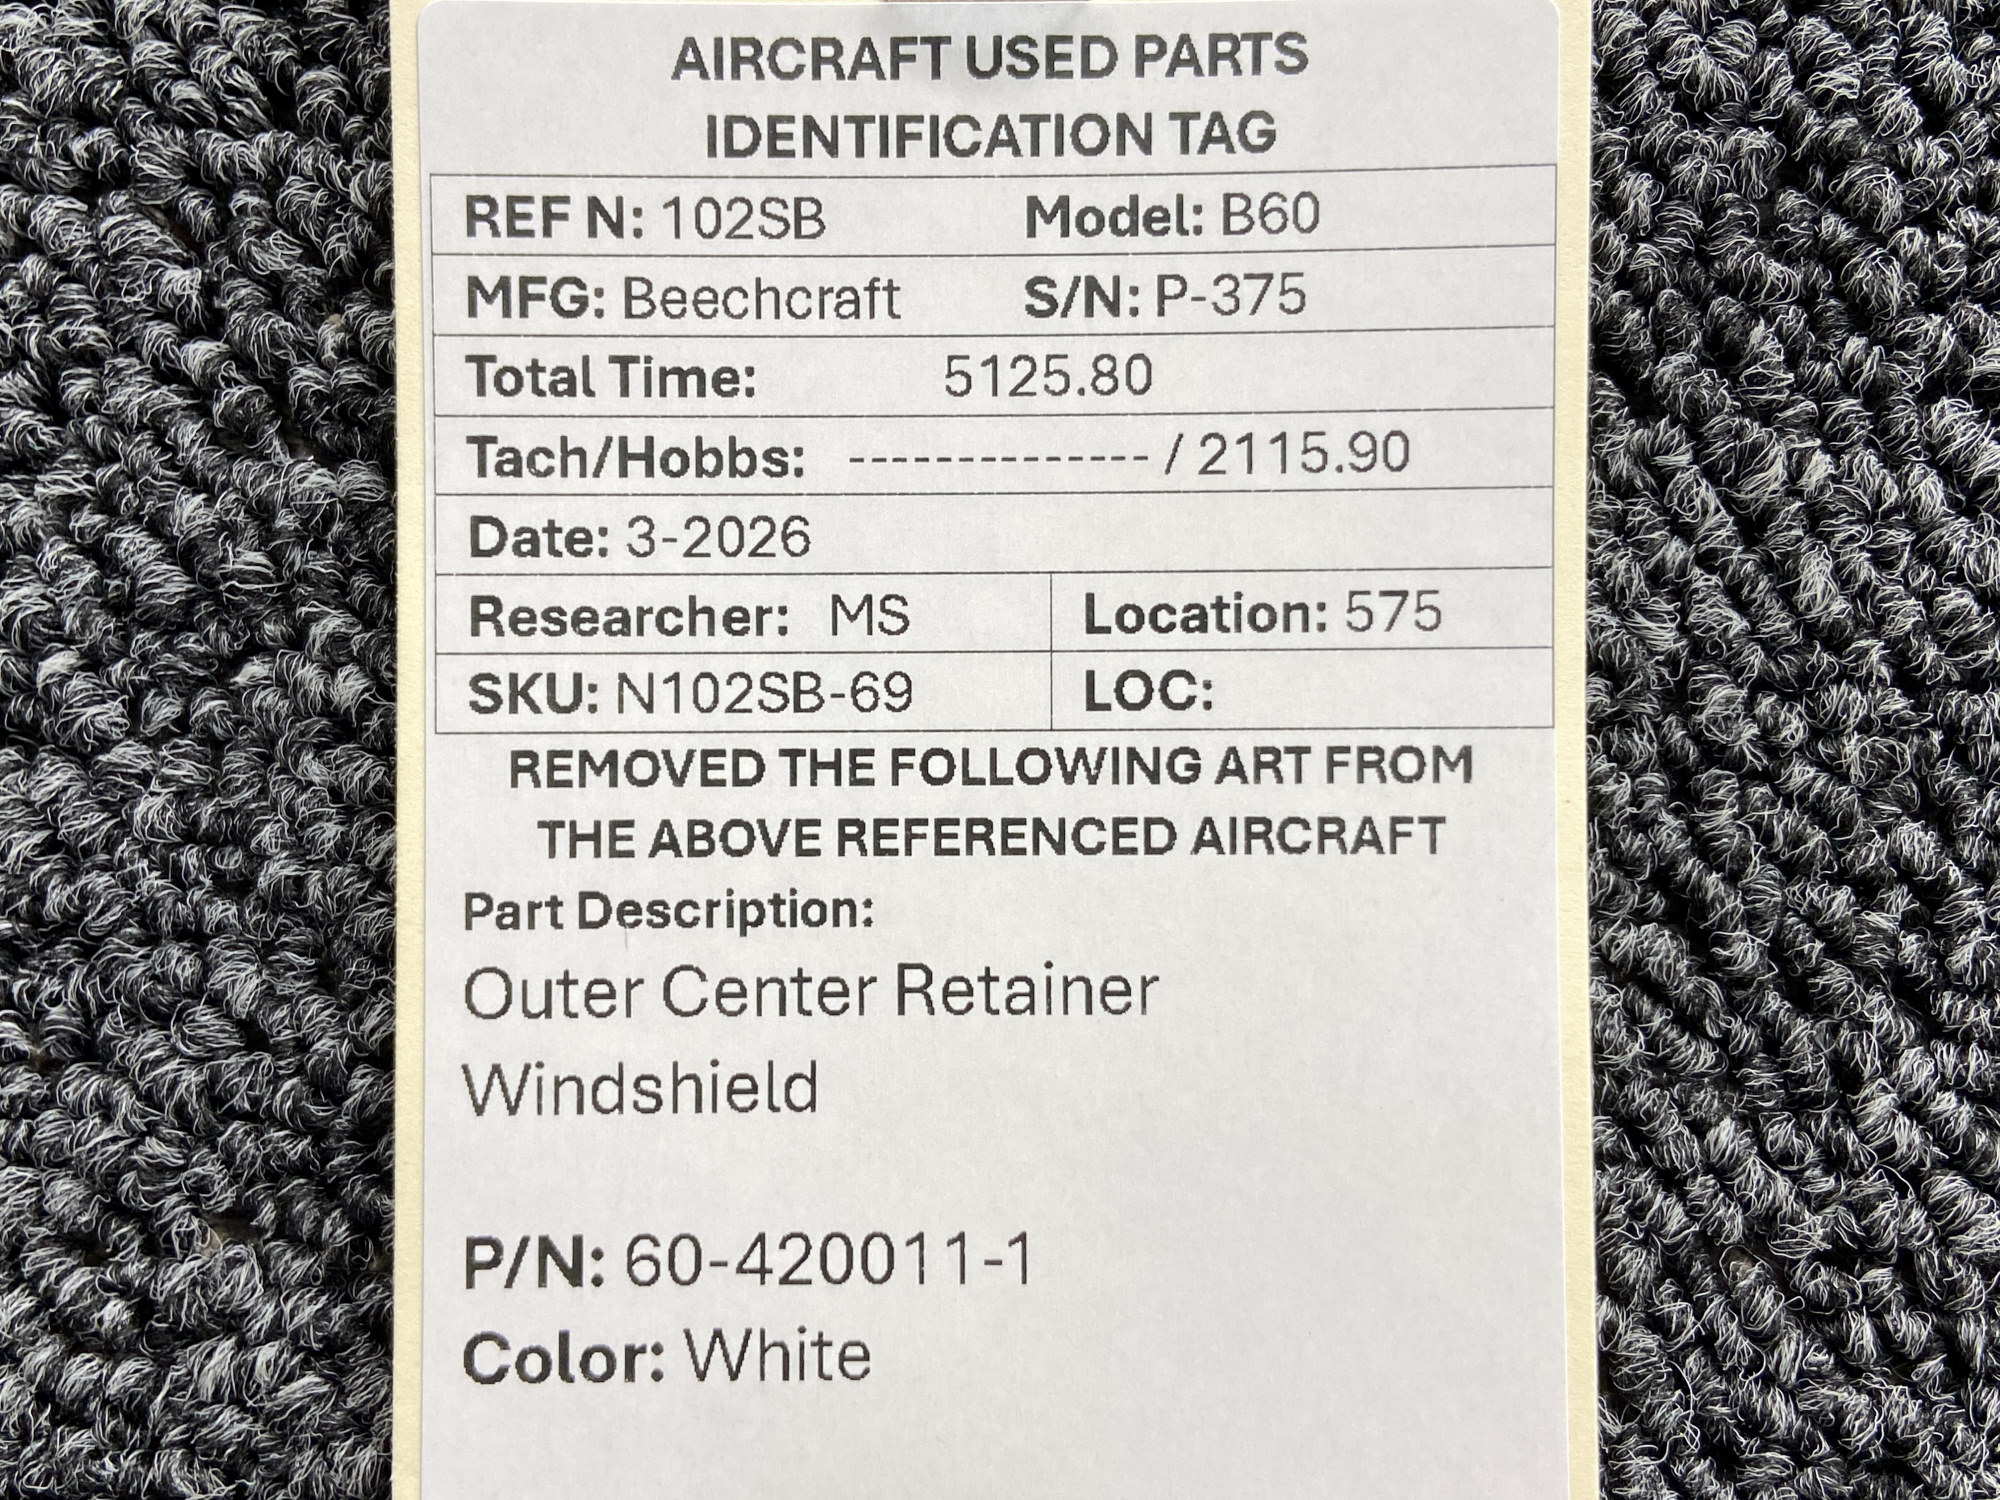 AIRCRAFT USED PARTS
IDENTIFICATION TAG
REF N: 102SB Model: B60
MFG: Beechcraft S/N: P-375
Total Time: 5125.80
Tach/Hobbs: -------------- / 2115.90
Date: 3-2026
Researcher: MS Location: 575
SKU: N102SB-69 LOC:
REMOVED THE FOLLOWING ART FROM
THE ABOVE REFERENCED AIRCRAFT
Part Description:
Outer Center Retainer
Windshield
P/N: 60-420011-1
Color: White